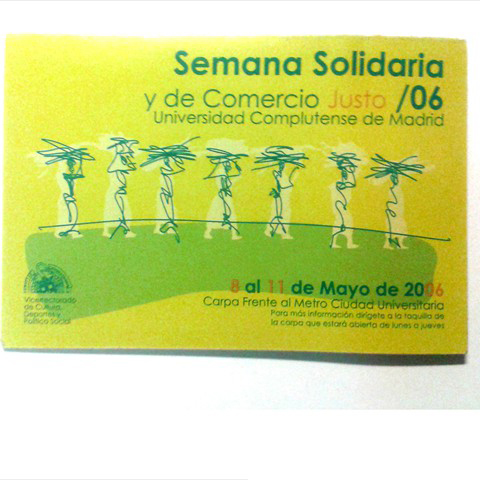 Semana Solidaria
y de Comercio Justo /06
Universidad Complutense de Madrid
8 al 11 de Mayo de 2006
Carpa Frente al Metro Ciudad Universitaria
Para más información dirígete a la taquilla de
la carpa que estará abierta de lunes a jueves
Vicerrectorado
de Cultura,
Deporte y
Política Social